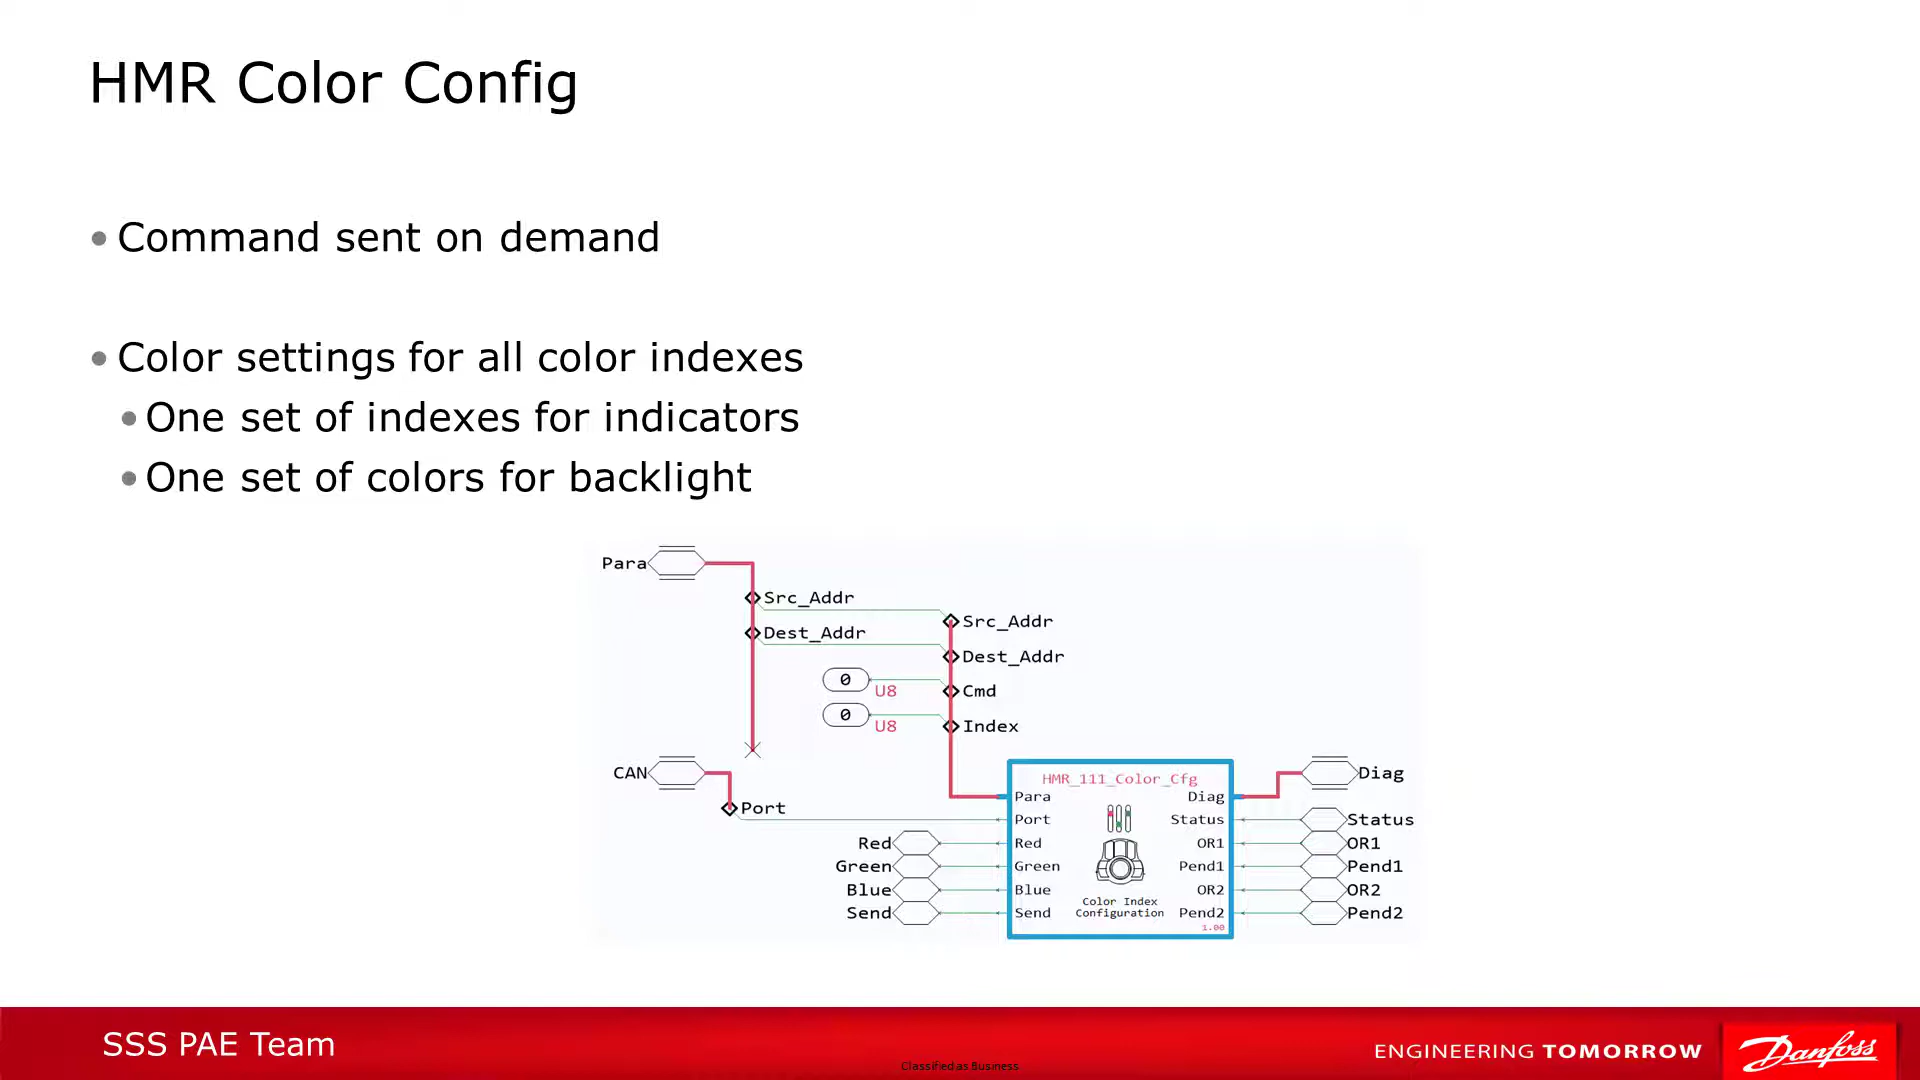 HMR Color Config
Command sent on demand
Color settings for all color indexes
One set of indexes for indicators
One set of colors for backlight
Para
Src_Addr
Src_Addr
Dest_Addr
Dest_Addr
0
U8
Cmd
0
U8
Index
CAN
Port
HMR_111_Color_Cfg
Para
Diag
Diag
Port
Status
Status
Red
Red
OR1
OR1
Green
Green
Pend1
Pend1
Blue
Blue
OR2
OR2
Color Index
Configuration
Send
Send
Pend2
Pend2
1.00
SSS PAE Team
Classified as Business
ENGINEERING TOMORROW
Danfoss